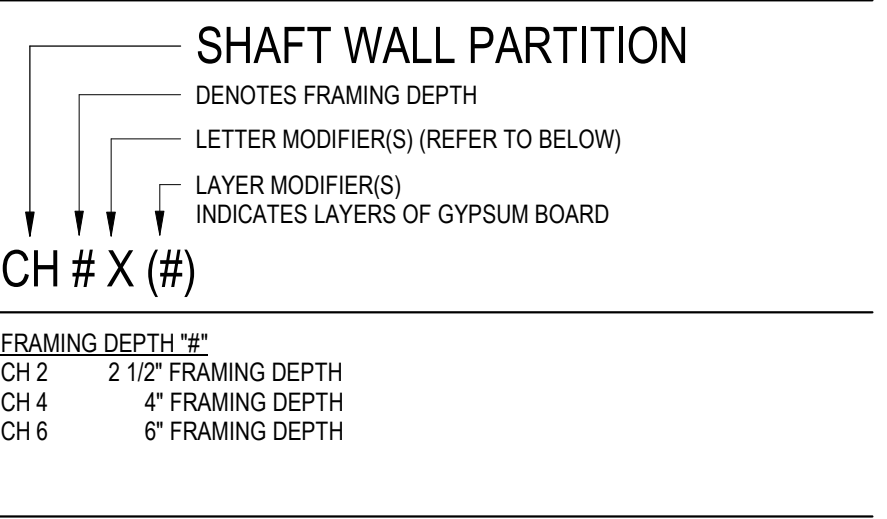 SHAFT WALL PARTITION
DENOTES FRAMING DEPTH
LETTER MODIFIER(S) (REFER TO BELOW)
LAYER MODIFIER(S)
INDICATES LAYERS OF GYPSUM BOARD
CH # X (#)
FRAMING DEPTH "#"
CH 2 2 1/2" FRAMING DEPTH
CH 4 4" FRAMING DEPTH
CH 6 6" FRAMING DEPTH